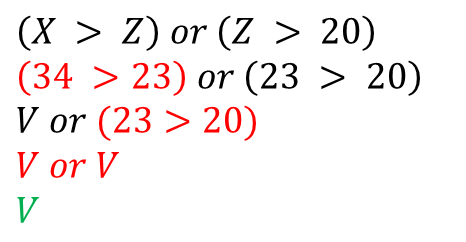 (X > Z) or (Z > 20)
(34 > 23) or (23 > 20)
V or (23 > 20)
V or V
V